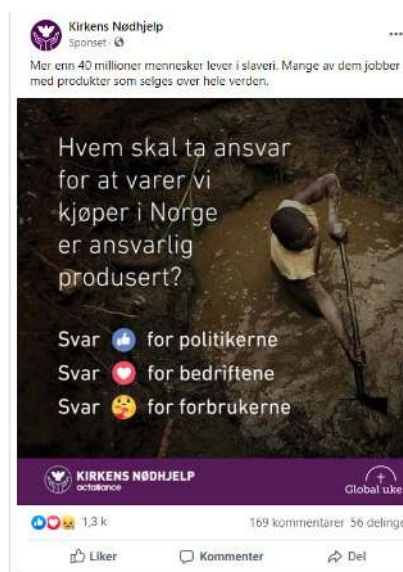 Kirkens Nødhjelp
Sponset ·
Mer enn 40 millioner mennesker lever i slaveri. Mange av dem jobber
med produkter som selges over hele verden.
Hvem skal ta ansvar
for at varer vi
kjøper i Norge
er ansvarlig
produsert?
Svar for politikerne
Svar for bedriftene
Svar for forbrukerne
KIRKENS NØDHJELP
actalliance
Global uke
1,3 k 169 kommentarer 56 delinge
Liker Kommenter Del